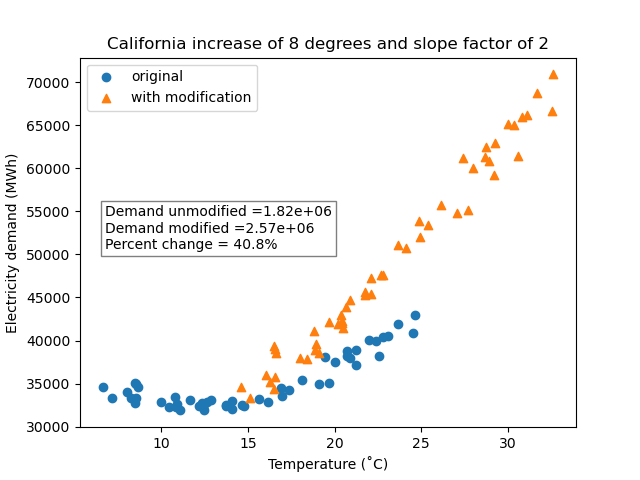 California increase of 8 degrees and slope factor of 2
original
with modification
70000
65000
60000
55000
50000
45000
40000
35000
30000
Electricity demand (MWh)
Demand unmodified =1.82e+06
Demand modified =2.57e+06
Percent change = 40.8%
10 15 20 25 30
Temperature (˚C)